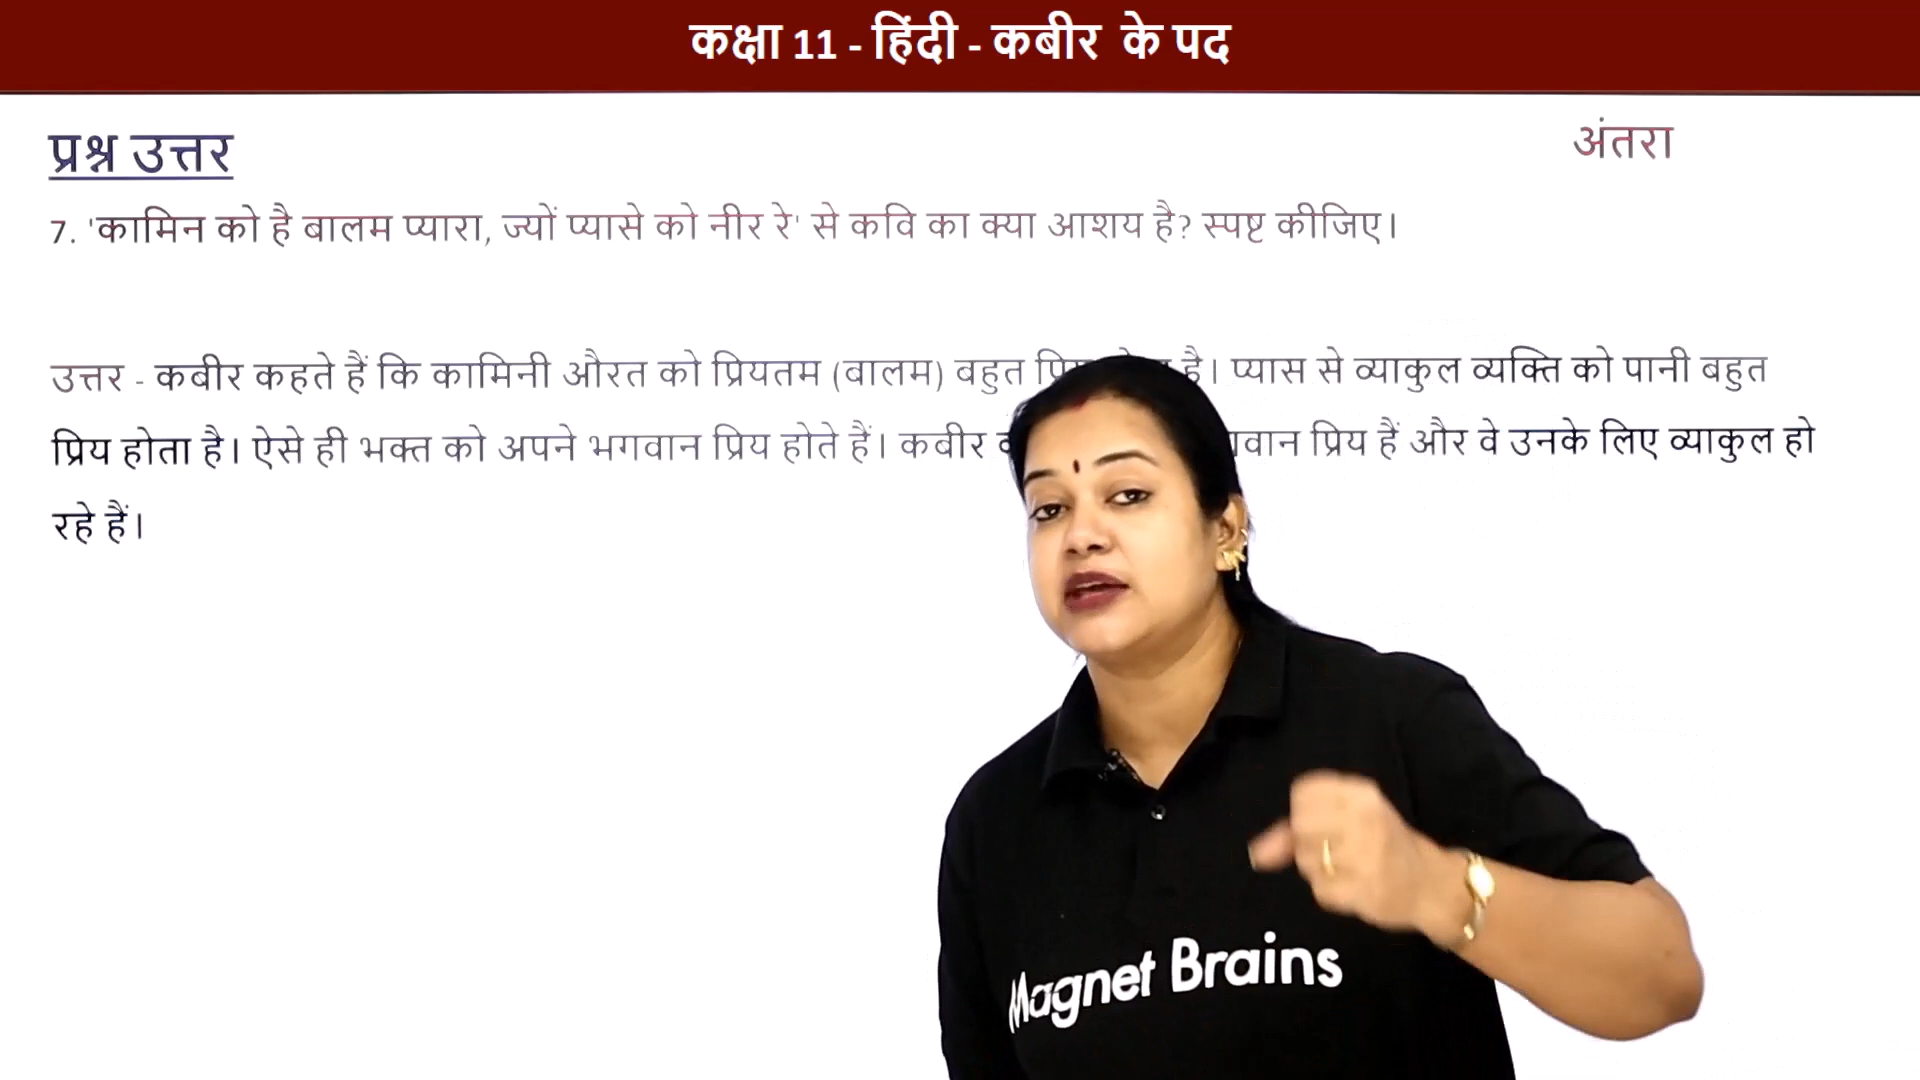 कक्षा 11 - हिंदी - कबीर के पद
प्रश्न उत्तर
अंतरा
7. 'कामिन को है बालम प्यारा, ज्यों प्यासे को नीर रे' से कवि का क्या आशय है? स्पष्ट कीजिए।
उत्तर - कबीर कहते हैं कि कामिनी औरत को प्रियतम (बालम) बहुत है। प्यास से व्याकुल व्यक्ति को पानी बहुत
प्रिय होता है। ऐसे ही भक्त को अपने भगवान प्रिय होते हैं। कबीर प्रिय हैं और वे उनके लिए व्याकुल हो
रहे हैं।
Magnet Brains